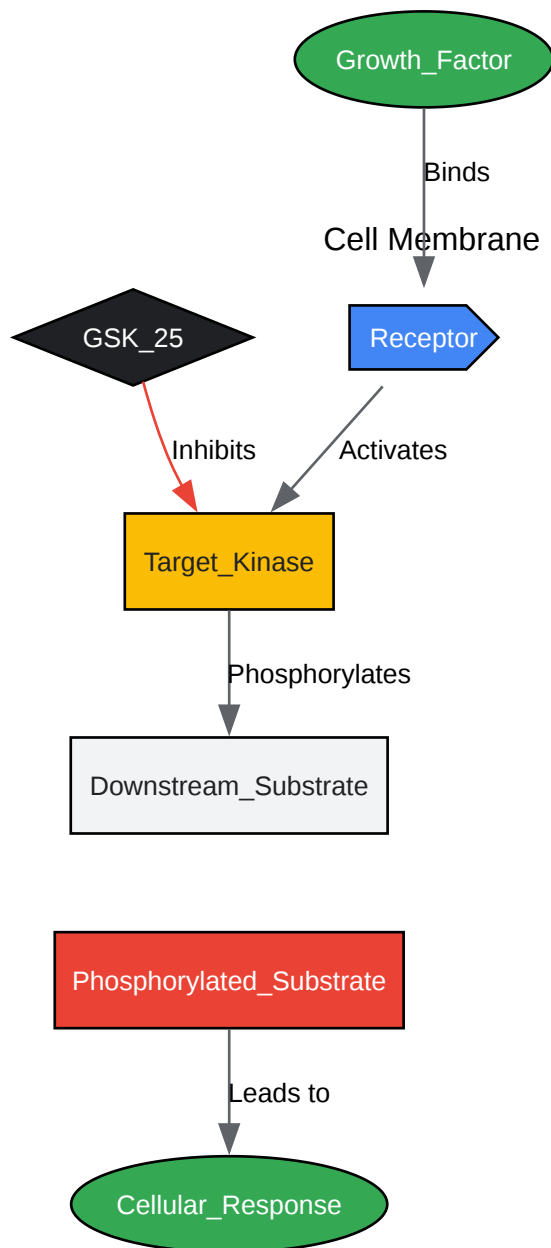 Growth_Factor
Binds
Cell Membrane
GSK_25
Receptor
Inhibits
Activates
Target_Kinase
Phosphorylates
Downstream_Substrate
Phosphorylated_Substrate
Leads to
Cellular_Response